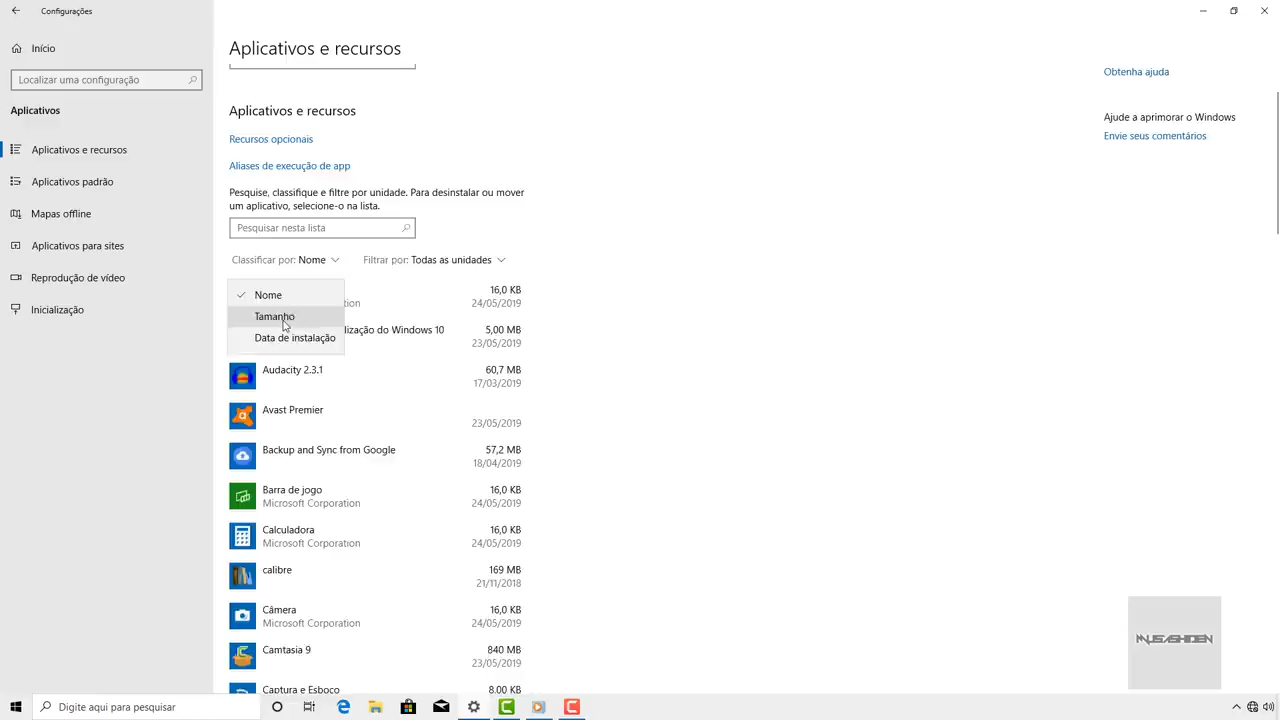 Configurações
Início
Localizar uma configuração
Aplicativos
Aplicativos e recursos
Aplicativos padrão
Mapas offline
Aplicativos para sites
Reprodução de vídeo
Inicialização
Aplicativos e recursos
Aplicativos e recursos
Recursos opcionais
Aliases de execução de app
Pesquise, classifique e filtre por unidade. Para desinstalar ou mover
um aplicativo, selecione-o na lista.
Pesquisar nesta lista
Classificar por: Nome Filtrar por: Todas as unidades
Nome
Tamanho
Data de instalação
16,0 KB
tion 24/05/2019
lização do Windows 10 5,00 MB
23/05/2019
Audacity 2.3.1 60,7 MB
17/03/2019
Avast Premier
23/05/2019
Backup and Sync from Google 57,2 MB
18/04/2019
Barra de jogo 16,0 KB
Microsoft Corporation 24/05/2019
Calculadora 16,0 KB
Microsoft Corporation 24/05/2019
calibre 169 MB
21/11/2018
Câmera 16,0 KB
Microsoft Corporation 24/05/2019
Camtasia 9 840 MB
23/05/2019
Captura e Esboço 8,00 KB
Obtenha ajuda
Ajude a aprimorar o Windows
Envie seus comentários
MUSASHIDEN
Digite aqui para pesquisar